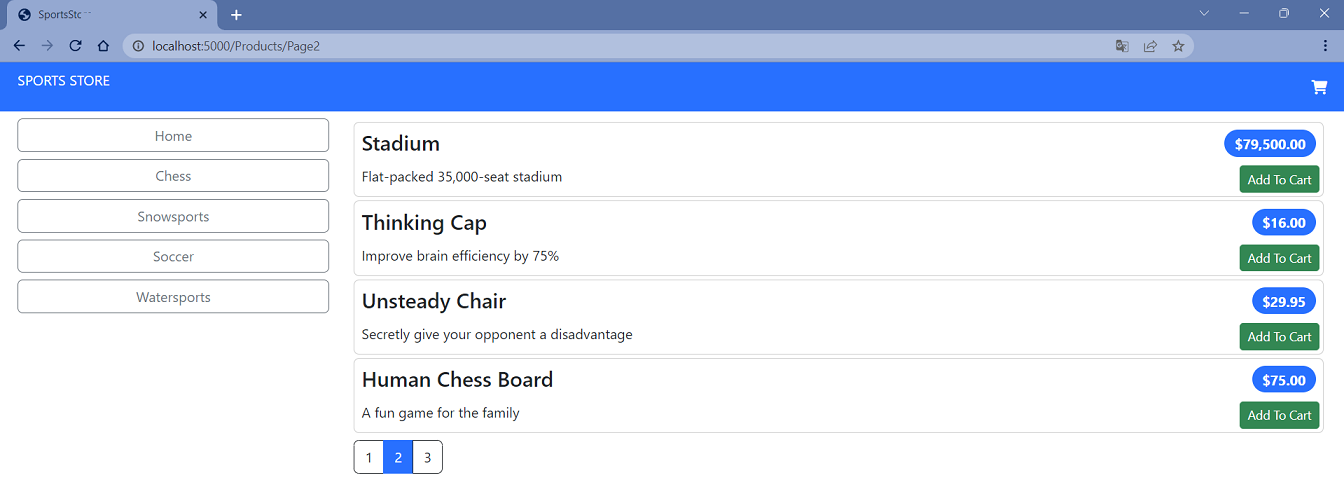 SportsSto
localhost:5000/Products/Page2
SPORTS STORE
Home
Chess
Snowsports
Soccer
Watersports
Stadium
$79,500.00
Flat-packed 35,000-seat stadium
Add To Cart
Thinking Cap
$16.00
Improve brain efficiency by 75%
Add To Cart
Unsteady Chair
$29.95
Secretly give your opponent a disadvantage
Add To Cart
Human Chess Board
$75.00
A fun game for the family
Add To Cart
1 2 3